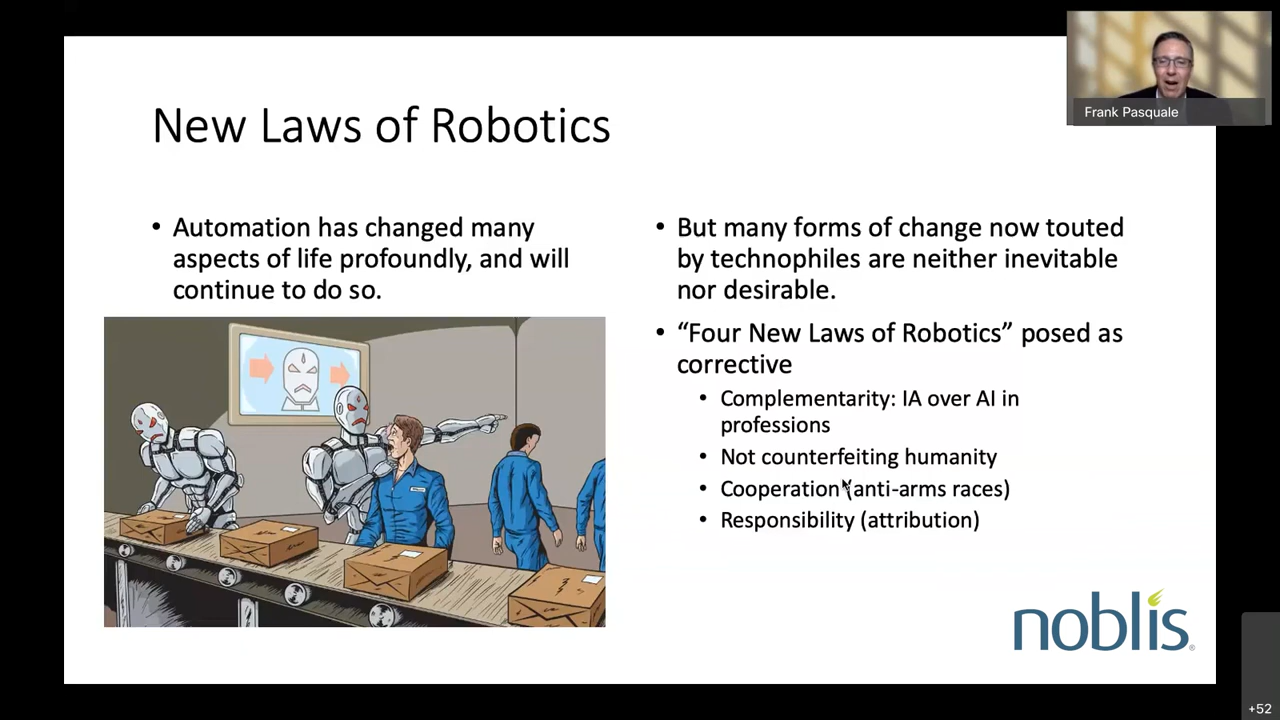 New Laws of Robotics
• Automation has changed many
aspects of life profoundly, and will
continue to do so.
• But many forms of change now touted
by technophiles are neither inevitable
nor desirable.
• “Four New Laws of Robotics” posed as
corrective
• Complementarity: IA over AI in
professions
• Not counterfeiting humanity
• Cooperation (anti-arms races)
• Responsibility (attribution)
noblis®
Frank Pasquale
+52